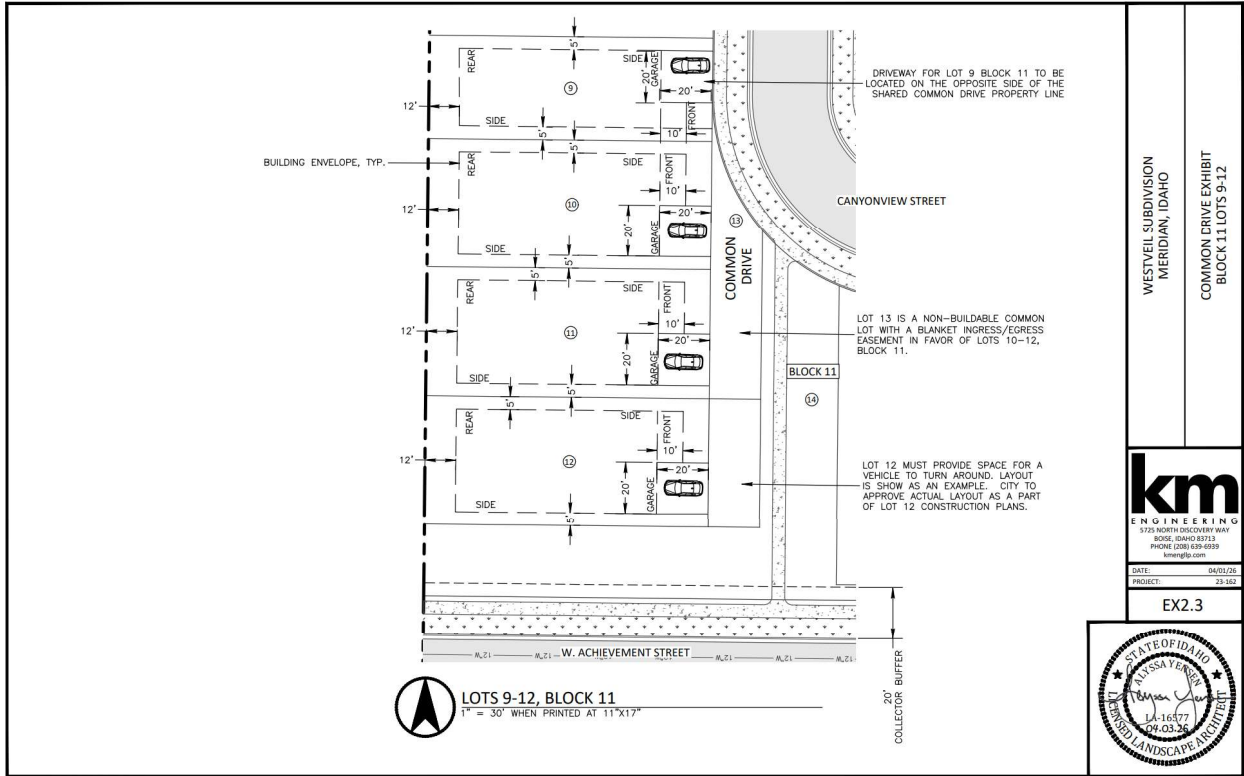 5'
REAR
SIDE
GARAGE
20'
20'
9
12'
SIDE
5'
10'
FRONT
DRIVEWAY FOR LOT 9 BLOCK 11 TO BE
LOCATED ON THE OPPOSITE SIDE OF THE
SHARED COMMON DRIVE PROPERTY LINE
BUILDING ENVELOPE, TYP.
5'
REAR
SIDE
FRONT
10'
12'
10
20'
20'
GARAGE
SIDE
5'
13
COMMON
DRIVE
CANYONVIEW STREET
5'
REAR
SIDE
FRONT
10'
12'
11
20'
20'
GARAGE
SIDE
5'
LOT 13 IS A NON-BUILDABLE COMMON
LOT WITH A BLANKET INGRESS/EGRESS
EASEMENT IN FAVOR OF LOTS 10-12,
BLOCK 11.
BLOCK 11
14
5'
REAR
SIDE
FRONT
10'
12'
12
20'
20'
GARAGE
SIDE
5'
LOT 12 MUST PROVIDE SPACE FOR A
VEHICLE TO TURN AROUND. LAYOUT
IS SHOW AS AN EXAMPLE. CITY TO
APPROVE ACTUAL LAYOUT AS A PART
OF LOT 12 CONSTRUCTION PLANS.
12"W
12"W
W. ACHIEVEMENT STREET
12"W
12"W
12"W
12"W
20'
COLLECTOR BUFFER
LOTS 9-12, BLOCK 11
1" = 30' WHEN PRINTED AT 11"X17"
WESTVEIL SUBDIVISION
MERIDIAN, IDAHO
COMMON DRIVE EXHIBIT
BLOCK 11 LOTS 9-12
km
ENGINEERING
5725 NORTH DISCOVERY WAY
BOISE, IDAHO 83713
PHONE (208) 639-6939
kmengllp.com
DATE: 04/01/26
PROJECT: 23-162
EX2.3
STATE OF IDAHO
ALYSSA YENSEN
LA-16577
04.03.26
LICENSED LANDSCAPE ARCHITECT